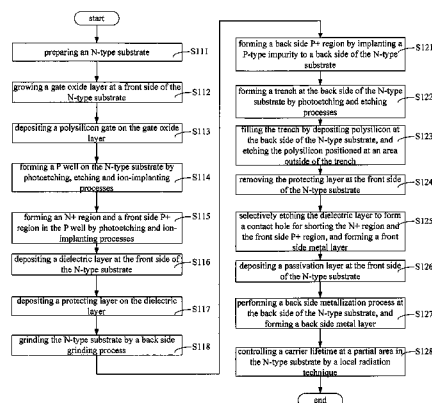 start
preparing an N-type substrate
S111
growing a gate oxide layer at a front side of the
N-type substrate
S112
depositing a polysilicon gate on the gate oxide
layer
S113
forming a P well on the N-type substrate by
photoetching, etching and ion-implanting
processes
S114
forming an N+ region and a front side P+
region in the P well by photoetching and ion-
implanting processes
S115
depositing a dielectric layer at the front side of
the N-type substrate
S116
depositing a protecting layer on the dielectric
layer
S117
grinding the N-type substrate by a back side
grinding process
S118
forming a back side P+ region by implanting a
P-type impurity to a back side of the N-type
substrate
S121
forming a trench at the back side of the N-type
substrate by photoetching and etching
processes
S122
filling the trench by depositing polysilicon at
the back side of the N-type substrate, and
etching the polysilicon positioned at an area
outside of the trench
S123
removing the protecting layer at the front side
of the N-type substrate
S124
selectively etching the dielectric layer to form
a contact hole for shorting the N+ region and
the front side P+ region, and forming a front
side metal layer
S125
depositing a passivation layer at the front side
of the N-type substrate
S126
performing a back side metallization process at
the back side of the N-type substrate, and
forming a back side metal layer
S127
controlling a carrier lifetime at a partial area in
the N-type substrate by a local radiation
technique
S128
end